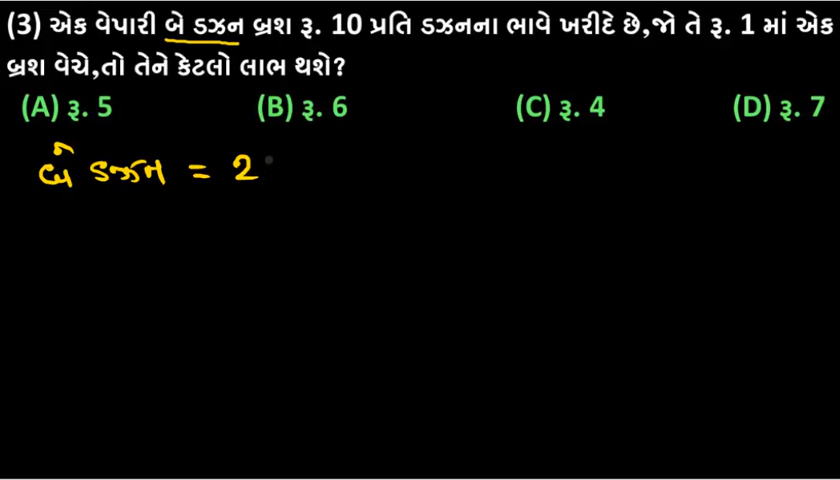 (3) એક વેપારી બે ડઝન બ્રશ રૂ. 10 પ્રતિ ડઝનના ભાવે ખરીદે છે,જો તે રૂ. 1 માં એક
બ્રશ વેચે,તો તેને કેટલો લાભ થશે?
(A) રૂ. 5 (B) રૂ. 6 (C) રૂ. 4 (D) રૂ. 7
બે ડઝન = 2